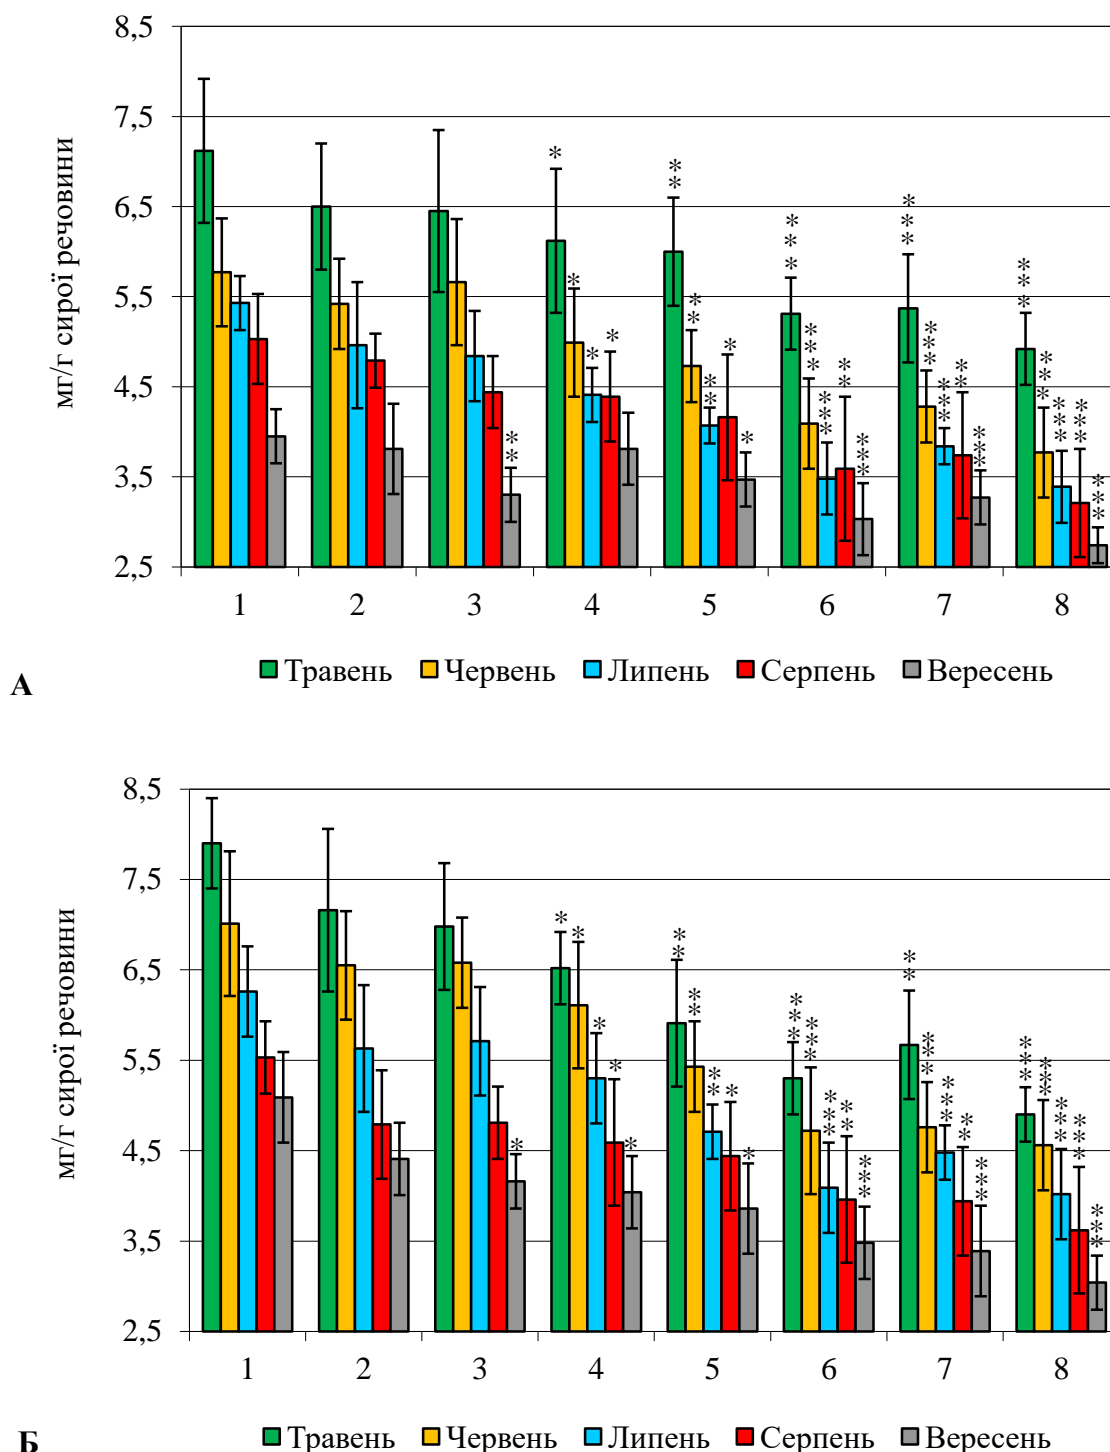 8,5
7,5
6,5
5,5
4,5
3,5
2,5
мг/г сирої речовини
* ** *** *** ***
* ** *** *** ***
* ** *** *** ***
* * ** ** ***
** * *** *** ***
1 2 3 4 5 6 7 8
Травень Червень Липень Серпень Вересень
А
8,5
7,5
6,5
5,5
4,5
3,5
2,5
мг/г сирої речовини
* ** *** ** ***
* ** *** *** ***
* ** *** *** ***
* * ** ** ***
* * * *** *** ***
1 2 3 4 5 6 7 8
Травень Червень Липень Серпень Вересень
Б